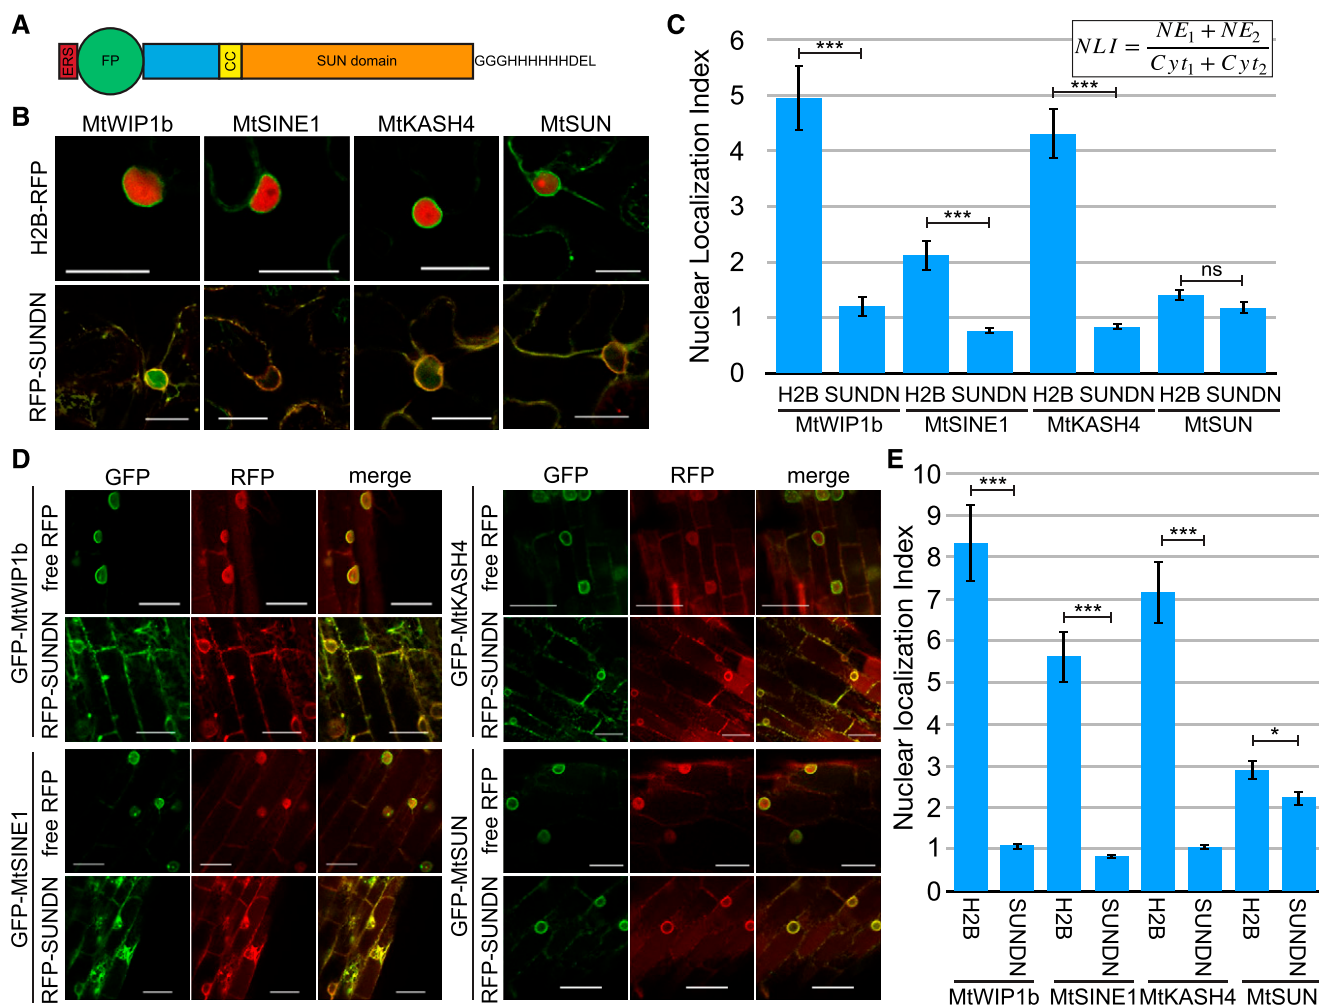 A
ERS
FP
CC
SUN domain
GGGHHHHHHDEL
B
MtWIP1b MtSINE1 MtKASH4 MtSUN
H2B-RFP
RFP-SUNDN
C
Nuclear Localization Index
NLI = NE1 + NE2 / Cyt1 + Cyt2
6
5
4
3
2
1
0
***
***
***
ns
H2B SUNDN H2B SUNDN H2B SUNDN H2B SUNDN
MtWIP1b MtSINE1 MtKASH4 MtSUN
D
GFP RFP merge
GFP-MtWIP1b
free RFP
RFP-SUNDN
GFP-MtSINE1
free RFP
RFP-SUNDN
GFP RFP merge
GFP-MtKASH4
free RFP
RFP-SUNDN
GFP-MtSUN
free RFP
RFP-SUNDN
E
Nuclear localization Index
10
9
8
7
6
5
4
3
2
1
0
***
***
***
*
H2B SUNDN H2B SUNDN H2B SUNDN H2B SUNDN
MtWIP1b MtSINE1 MtKASH4 MtSUN